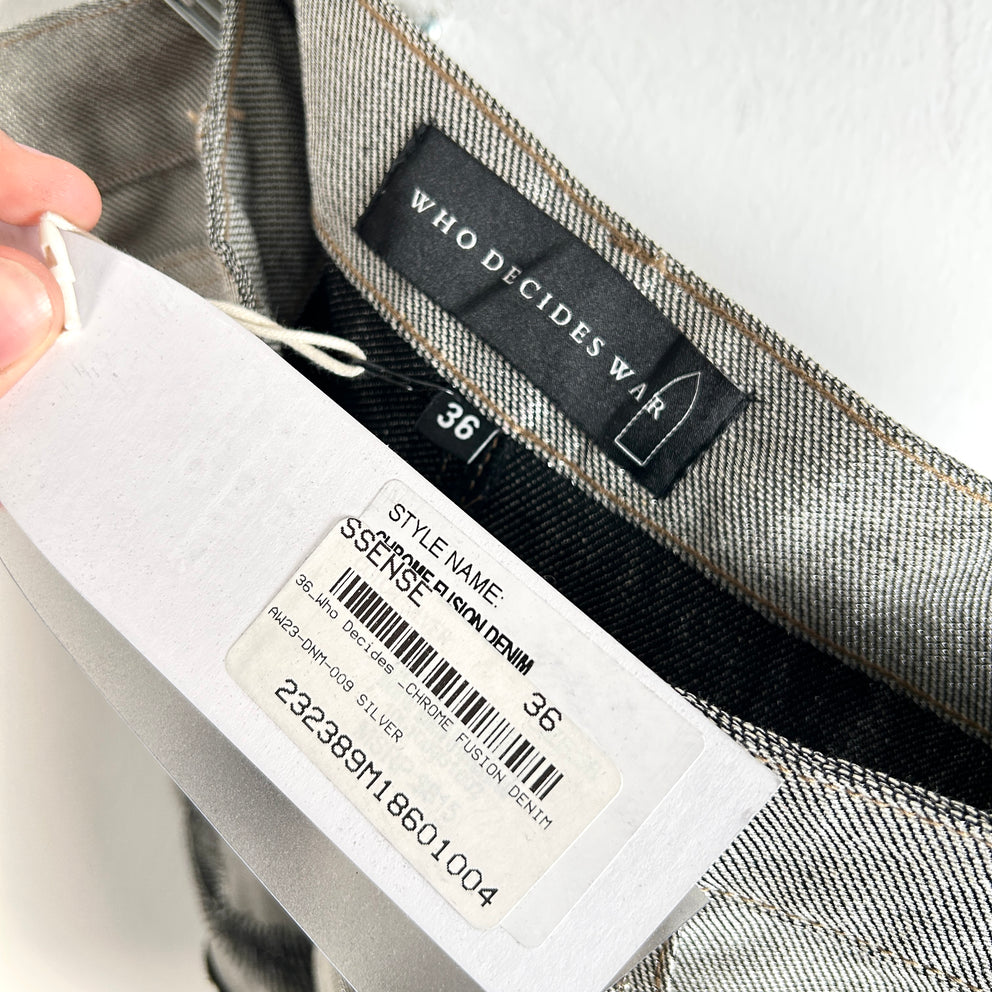 WHO DECIDES WAR
36
STYLE NAME:
CHROME FUSION DENIM
SSENSE
36
36_Who Decides _CHROME FUSION DENIM
AW23-DNM-009 SILVER
232389M18601004